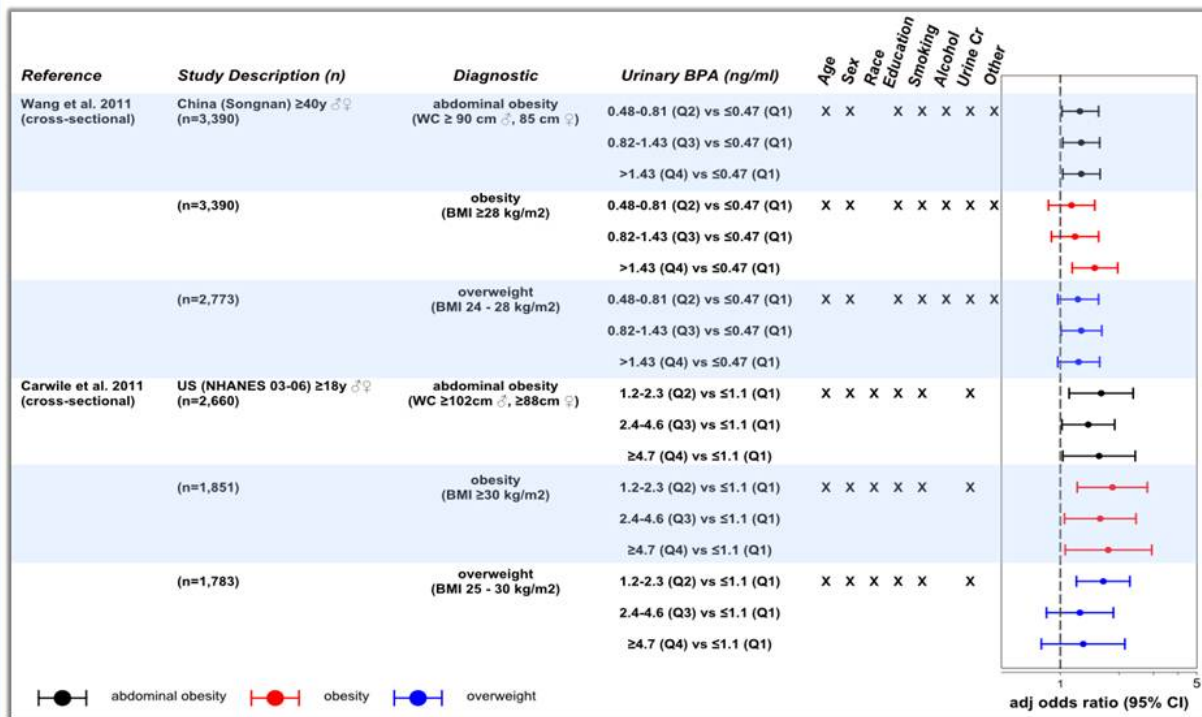 Reference Study Description (n) Diagnostic Urinary BPA (ng/ml) Age Sex Race Education Smoking Alcohol Urine Cr Other
Wang et al. 2011 China (Songnan) ≥40y ♂♀ abdominal obesity
(cross-sectional) (n=3,390) (WC ≥ 90 cm ♂, 85 cm ♀) 0.48-0.81 (Q2) vs ≤0.47 (Q1) X X X X X X X
0.82-1.43 (Q3) vs ≤0.47 (Q1)
>1.43 (Q4) vs ≤0.47 (Q1)
(n=3,390) obesity
(BMI ≥28 kg/m2) 0.48-0.81 (Q2) vs ≤0.47 (Q1) X X X X X X X
0.82-1.43 (Q3) vs ≤0.47 (Q1)
>1.43 (Q4) vs ≤0.47 (Q1)
(n=2,773) overweight
(BMI 24 - 28 kg/m2) 0.48-0.81 (Q2) vs ≤0.47 (Q1) X X X X X X X
0.82-1.43 (Q3) vs ≤0.47 (Q1)
>1.43 (Q4) vs ≤0.47 (Q1)
Carwile et al. 2011 US (NHANES 03-06) ≥18y ♂♀ abdominal obesity
(cross-sectional) (n=2,660) (WC ≥102cm ♂, ≥88cm ♀) 1.2-2.3 (Q2) vs ≤1.1 (Q1) X X X X X X
2.4-4.6 (Q3) vs ≤1.1 (Q1)
≥4.7 (Q4) vs ≤1.1 (Q1)
(n=1,851) obesity
(BMI ≥30 kg/m2) 1.2-2.3 (Q2) vs ≤1.1 (Q1) X X X X X X
2.4-4.6 (Q3) vs ≤1.1 (Q1)
≥4.7 (Q4) vs ≤1.1 (Q1)
(n=1,783) overweight
(BMI 25 - 30 kg/m2) 1.2-2.3 (Q2) vs ≤1.1 (Q1) X X X X X X
2.4-4.6 (Q3) vs ≤1.1 (Q1)
≥4.7 (Q4) vs ≤1.1 (Q1)
1 5
abdominal obesity obesity overweight adj odds ratio (95% CI)